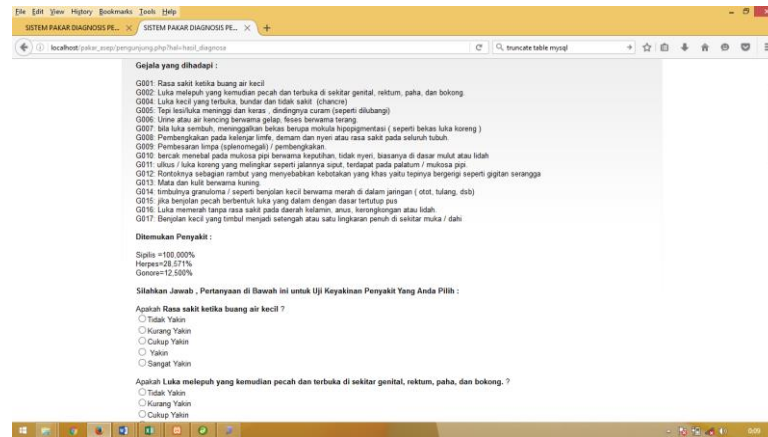 File Edit View History Bookmarks Tools Help
SISTEM PAKAR DIAGNOSIS PE... × SISTEM PAKAR DIAGNOSIS PE... × +
localhost/pakar_asep/pengunjung.php?hal=hasil_diagnosa truncate table mysql
Gejala yang dihadapi :
G001: Rasa sakit ketika buang air kecil
G002: Luka melepuh yang kemudian pecah dan terbuka di sekitar genital, rektum, paha, dan bokong.
G004: Luka kecil yang terbuka, bundar dan tidak sakit (chancre)
G005: Tepi lesi/luka meninggi dan keras , dindingnya curam (seperti dilubangi)
G006: Urine atau air kencing berwarna gelap, feses berwarna terang.
G007: bila luka sembuh, meninggalkan bekas berupa mokula hipopigmentasi ( seperti bekas luka koreng )
G008: Pembengkakan pada kelenjar limfe, demam dan nyeri atau rasa sakit pada seluruh tubuh.
G009: Pembesaran limpa (splenomegali) / pembengkakan limpa.
G010: bercak menebal pada mukosa pipi berwarna keputihan, tidak nyeri, biasanya di dasar mulut atau lidah
G011: ulkus / luka koreng yang melingkar seperti jalannya siput, terdapat pada palatum / mukosa pipi.
G012: Rontoknya sebagian rambut yang menyebabkan kebotakan yang khas yaitu tepinya bergengi seperti gigitan serangga
G013: Mata dan kulit berwarna kuning.
G014: timbulnya granuloma / seperti benjolan kecil berwarna merah di dalam jaringan ( otot, tulang, dsb)
G015: jika benjolan pecah berbentuk luka yang dalam dengan dasar tertutup pus
G016: Luka memerah tanpa rasa sakit pada daerah kelamin, anus, kerongkongan atau lidah.
G017: Benjolan kecil yang timbul menjadi setengah atau satu lingkaran penuh di sekitar muka / dahi
Ditemukan Penyakit :
Sipilis =100,000%
Herpes=28,571%
Gonore=12,500%
Silahkan Jawab , Pertanyaan di Bawah ini untuk Uji Keyakinan Penyakit Yang Anda Pilih :
Apakah Rasa sakit ketika buang air kecil ?
Tidak Yakin
Kurang Yakin
Cukup Yakin
Yakin
Sangat Yakin
Apakah Luka melepuh yang kemudian pecah dan terbuka di sekitar genital, rektum, paha, dan bokong. ?
Tidak Yakin
Kurang Yakin
Cukup Yakin
0:09